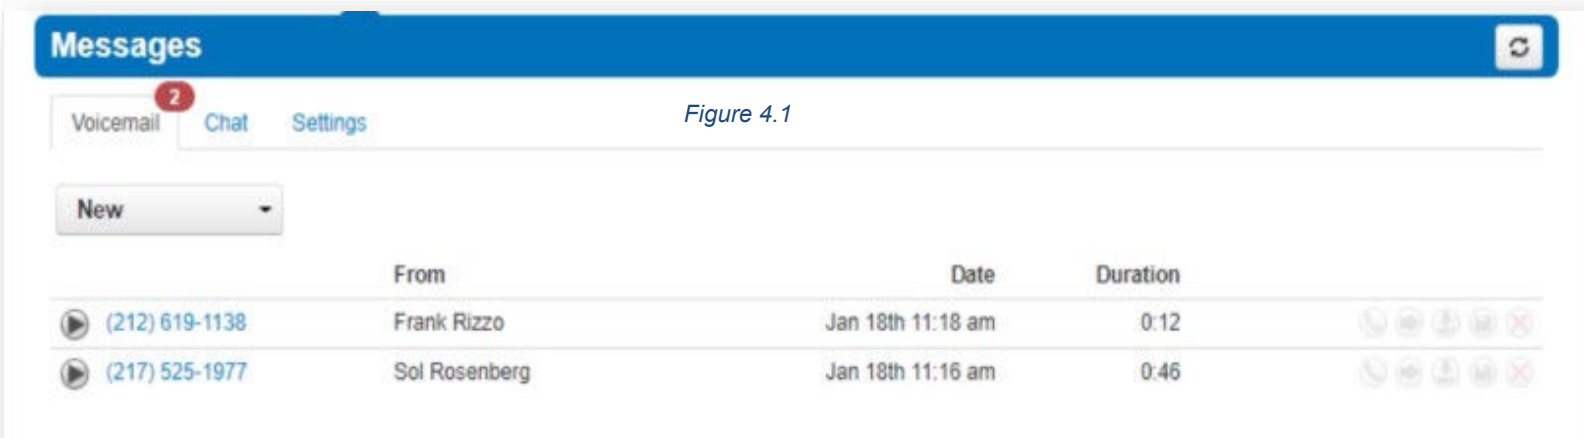 Messages
2
Voicemail Chat Settings Figure 4.1
New
From Date Duration
(212) 619-1138 Frank Rizzo Jan 18th 11:18 am 0:12
(217) 525-1977 Sol Rosenberg Jan 18th 11:16 am 0:46